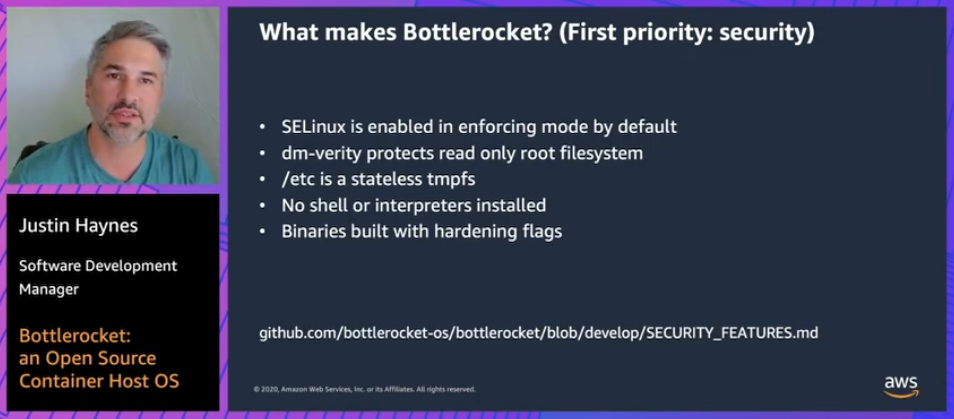 What makes Bottlerocket? (First priority: security)
• SELinux is enabled in enforcing mode by default
• dm-verity protects read only root filesystem
• /etc is a stateless tmpfs
• No shell or interpreters installed
• Binaries built with hardening flags
github.com/bottlerocket-os/bottlerocket/blob/develop/SECURITY_FEATURES.md
© 2020, Amazon Web Services, Inc. or its Affiliates. All rights reserved.
aws
Justin Haynes
Software Development
Manager
Bottlerocket:
an Open Source
Container Host OS